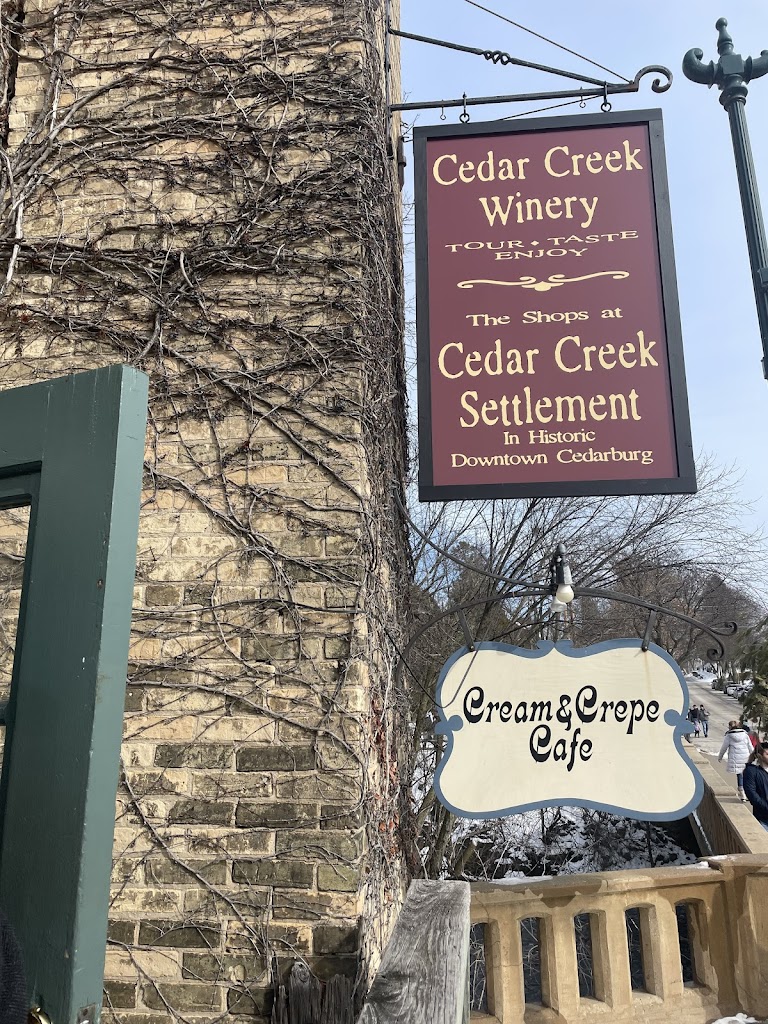 Cedar Creek
Winery
TOUR • TASTE
ENJOY
The Shops at
Cedar Creek
Settlement
In Historic
Downtown Cedarburg
Cream & Crepe
Cafe